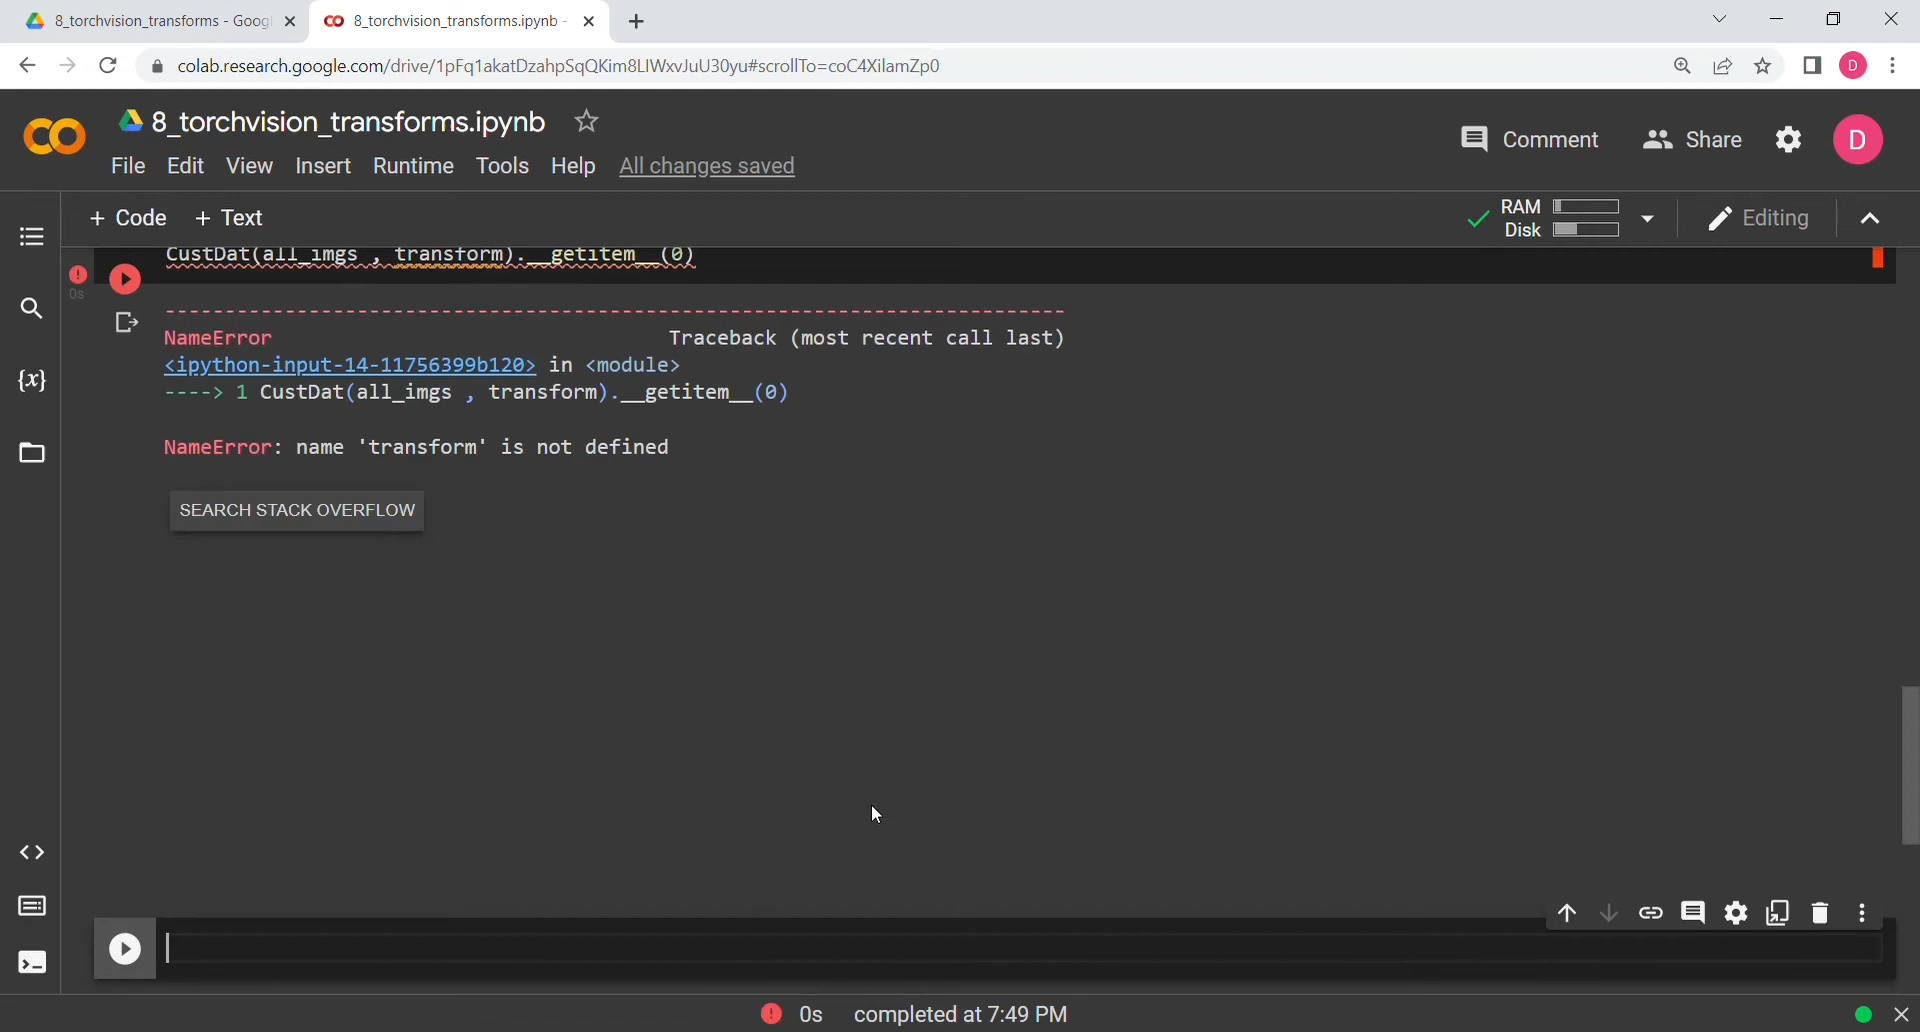 8_torchvision_transforms - Goog
8_torchvision_transforms.ipynb -
colab.research.google.com/drive/1pFq1akatDzahpSqQKim8LIWxvJuU30yu#scrollTo=coC4XilamZp0
D
8_torchvision_transforms.ipynb
Comment
Share
D
File Edit View Insert Runtime Tools Help All changes saved
+ Code + Text
RAM
Disk
Editing
CustDat(all_imgs , transform).__getitem__(0)
0s
---------------------------------------------------------------------------
NameError Traceback (most recent call last)
<ipython-input-14-11756399b120> in <module>
----> 1 CustDat(all_imgs , transform).__getitem__(0)
NameError: name 'transform' is not defined
SEARCH STACK OVERFLOW
{x}
0s completed at 7:49 PM